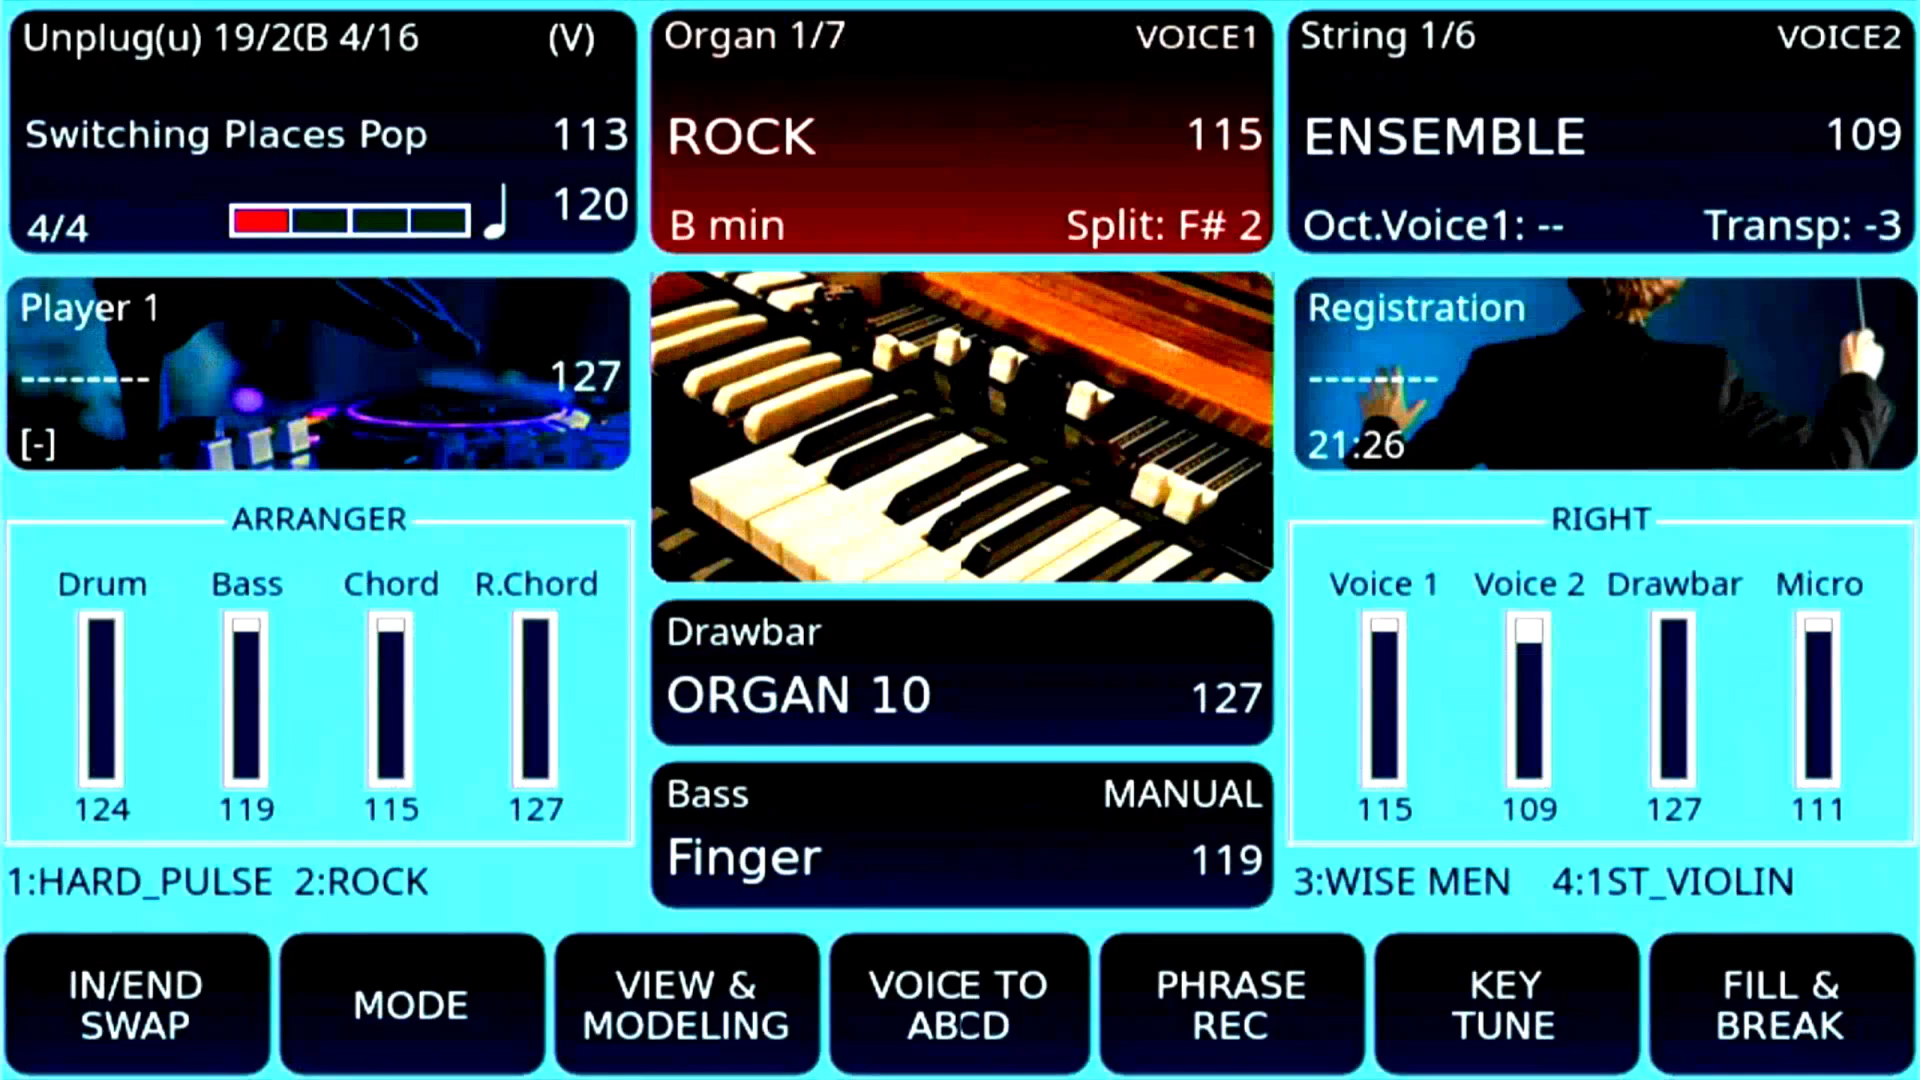 Unplug(u) 19/20B 4/16 (V)
Switching Places Pop 113
4/4 120
Organ 1/7 VOICE1
ROCK 115
B min Split: F# 2
String 1/6 VOICE2
ENSEMBLE 109
Oct.Voice1: -- Transp: -3
Player 1
-------- 127
[-]
Registration
--------
21:26
ARRANGER
Drum Bass Chord R.Chord
124 119 115 127
Drawbar
ORGAN 10 127
Bass MANUAL
Finger 119
RIGHT
Voice 1 Voice 2 Drawbar Micro
115 109 127 111
1:HARD_PULSE 2:ROCK
3:WISE MEN 4:1ST_VIOLIN
IN/END
SWAP
MODE
VIEW &
MODELING
VOICE TO
ABCD
PHRASE
REC
KEY
TUNE
FILL &
BREAK